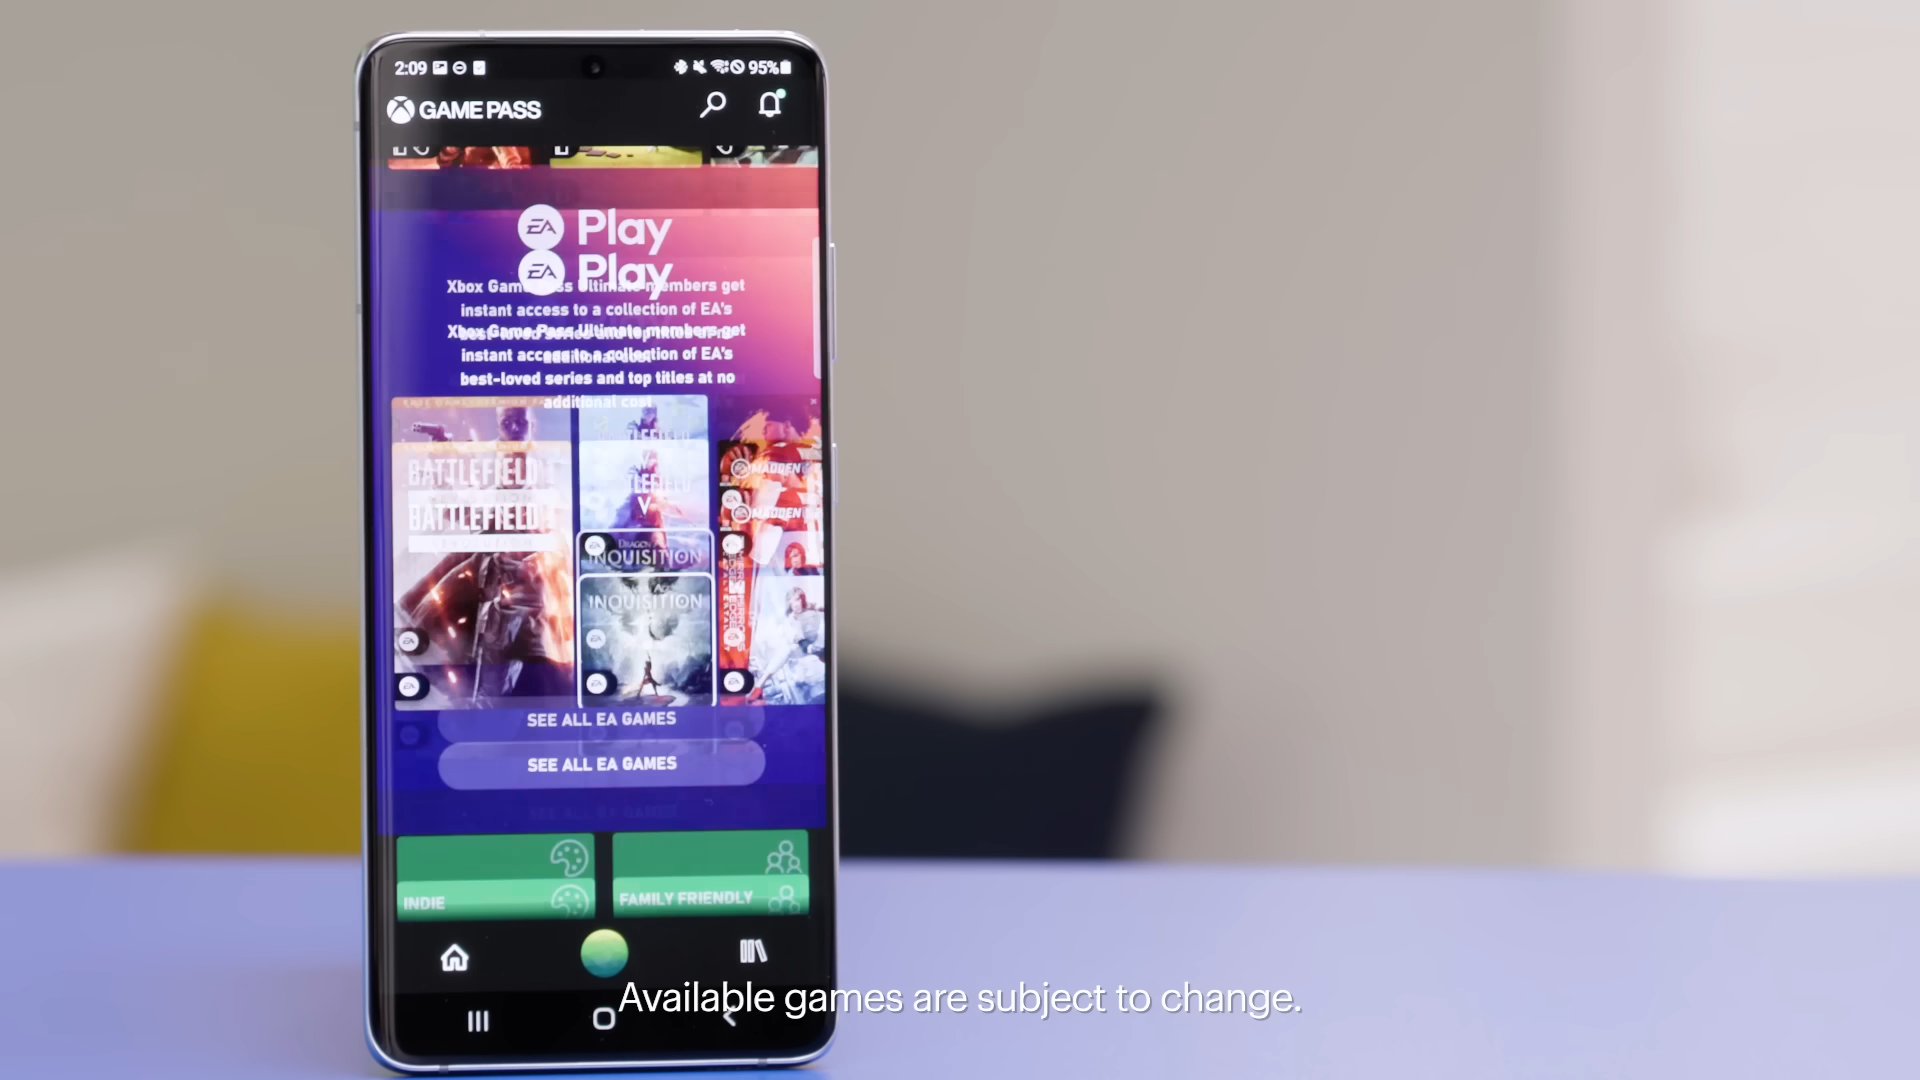 2:09
95%
GAME PASS
EA Play
EA Play
Xbox Game Pass Ultimate members get
instant access to a collection of EA's
Xbox Game Pass Ultimate members get
instant access to a collection of EA's
best-loved series and top titles at no
additional cost
BATTLEFIELD 1
BATTLEFIELD 1
V
MADDEN
MADDEN
DRAGON AGE
INQUISITION
INQUISITION
SEE ALL EA GAMES
SEE ALL EA GAMES
INDIE
FAMILY FRIENDLY
Available games are subject to change.